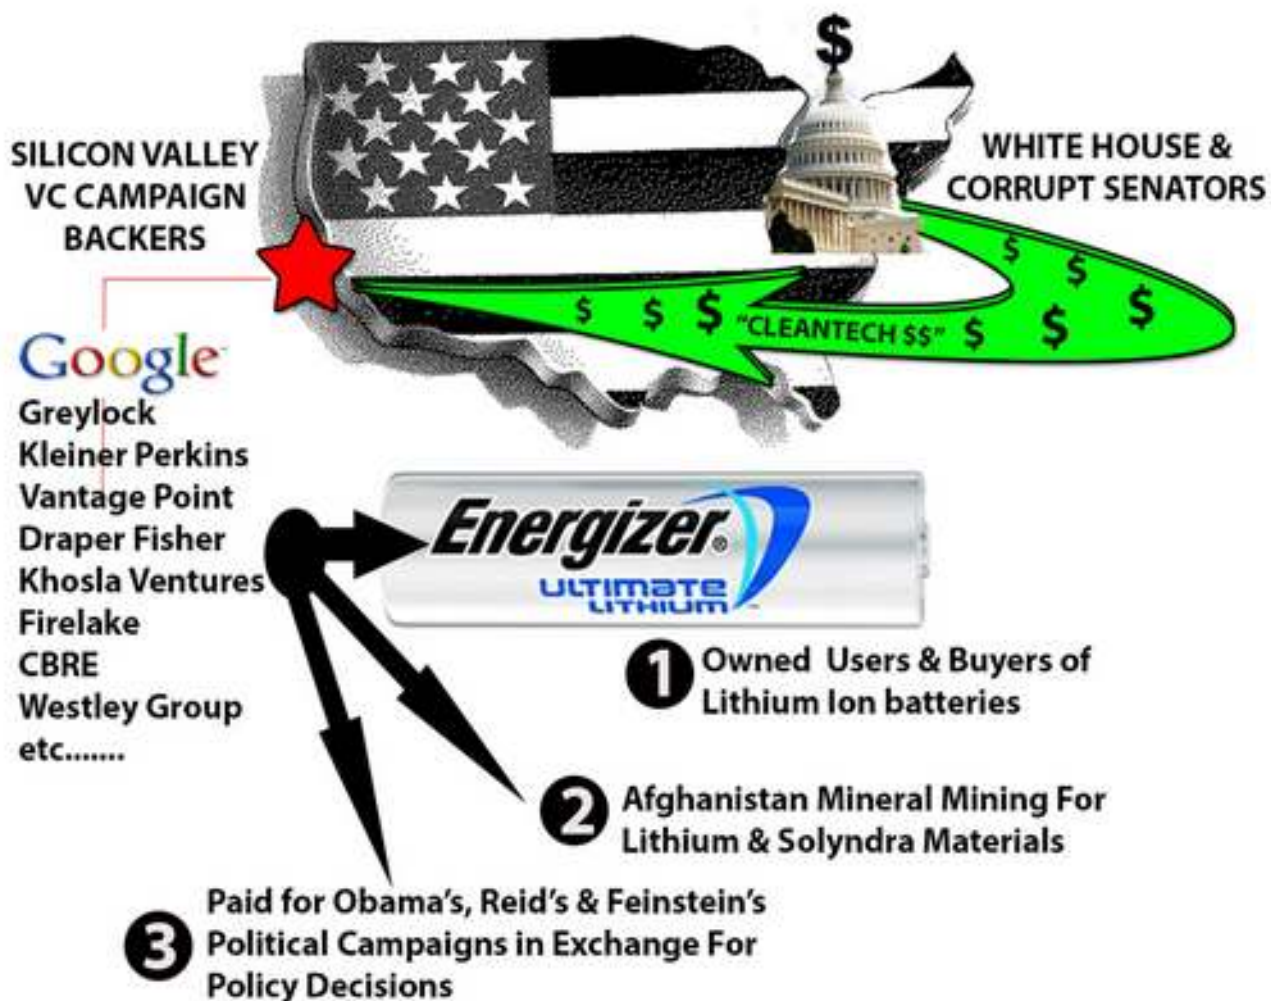 $
SILICON VALLEY
VC CAMPAIGN
BACKERS
WHITE HOUSE &
CORRUPT SENATORS
$ $ $ "CLEANTECH $$" $ $ $ $ $
Google
Greylock
Kleiner Perkins
Vantage Point
Draper Fisher
Khosla Ventures
Firelake
CBRE
Westley Group
etc.......
Energizer®
ULTIMATE
LITHIUM™
1 Owned Users & Buyers of
Lithium Ion batteries
2 Afghanistan Mineral Mining For
Lithium & Solyndra Materials
3 Paid for Obama's, Reid's & Feinstein's
Political Campaigns in Exchange For
Policy Decisions